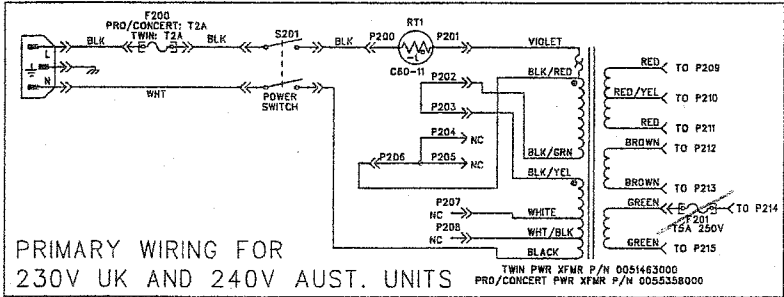 F200
PRO/CONCERT: T2A
TWIN: T2A
BLK
BLK
S201
BLK
P200
RT1
P201
VIOLET
L
-t
C60-11
P202
BLK/RED
RED
TO P209
N
WHT
POWER
SWITCH
P203
RED/YEL
TO P210
P204
NC
RED
TO P211
BLK/GRN
BROWN
TO P212
P206
P205
NC
BLK/YEL
BROWN
TO P213
P207
NC
WHITE
GREEN
F201
T5A 250V
TO P214
P208
NC
WHT/BLK
GREEN
TO P215
BLACK
PRIMARY WIRING FOR
230V UK AND 240V AUST. UNITS
TWIN PWR XFMR P/N 0051463000
PRO/CONCERT PWR XFMR P/N 0055358000